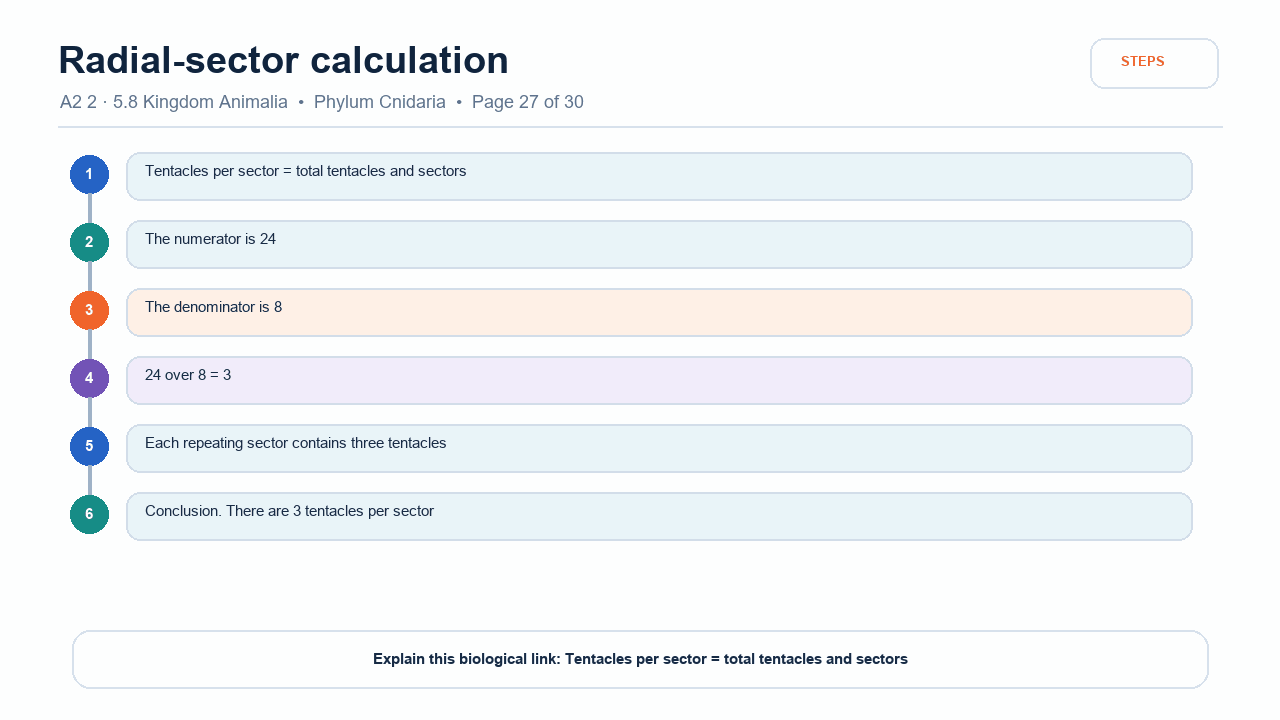 Radial-sector calculation
STEPS
A2 2 · 5.8 Kingdom Animalia • Phylum Cnidaria • Page 27 of 30
1 Tentacles per sector = total tentacles and sectors
2 The numerator is 24
3 The denominator is 8
4 24 over 8 = 3
5 Each repeating sector contains three tentacles
6 Conclusion. There are 3 tentacles per sector
Explain this biological link: Tentacles per sector = total tentacles and sectors